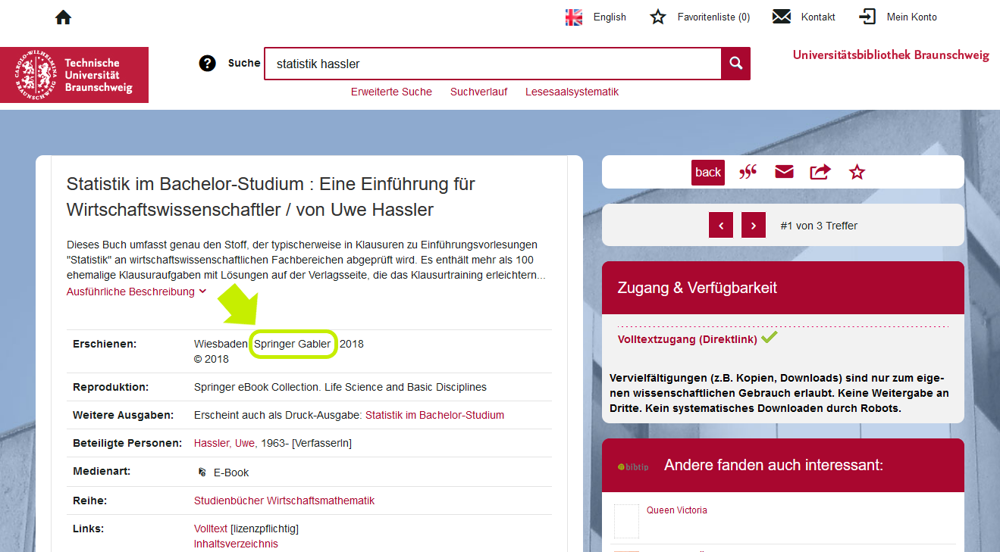 English
Favoritenliste (0)
Kontakt
Mein Konto
CAROLO-WILHELMINA
BRAUNSCHWEIG
Technische
Universität
Braunschweig
?
Suche
statistik hassler
Universitätsbibliothek Braunschweig
Erweiterte Suche
Suchverlauf
Lesesaalsystematik
Statistik im Bachelor-Studium : Eine Einführung für
Wirtschaftswissenschaftler / von Uwe Hassler
Dieses Buch umfasst genau den Stoff, der typischerweise in Klausuren zu Einführungsvorlesungen
"Statistik" an wirtschaftswissenschaftlichen Fachbereichen abgeprüft wird. Es enthält mehr als 100
ehemalige Klausuraufgaben mit Lösungen auf der Verlagsseite, die das Klausurtraining erleichtern...
Ausführliche Beschreibung
Erschienen: Wiesbaden Springer Gabler 2018
© 2018
Reproduktion: Springer eBook Collection. Life Science and Basic Disciplines
Weitere Ausgaben: Erscheint auch als Druck-Ausgabe: Statistik im Bachelor-Studium
Beteiligte Personen: Hassler, Uwe, 1963- [VerfasserIn]
Medienart: E-Book
Reihe: Studienbücher Wirtschaftsmathematik
Links: Volltext [lizenzpflichtig]
Inhaltsverzeichnis
back
#1 von 3 Treffer
Zugang & Verfügbarkeit
Volltextzugang (Direktlink)
Vervielfältigungen (z.B. Kopien, Downloads) sind nur zum eige-
nen wissenschaftlichen Gebrauch erlaubt. Keine Weitergabe an
Dritte. Kein systematisches Downloaden durch Robots.
bibtip
Andere fanden auch interessant:
Queen Victoria